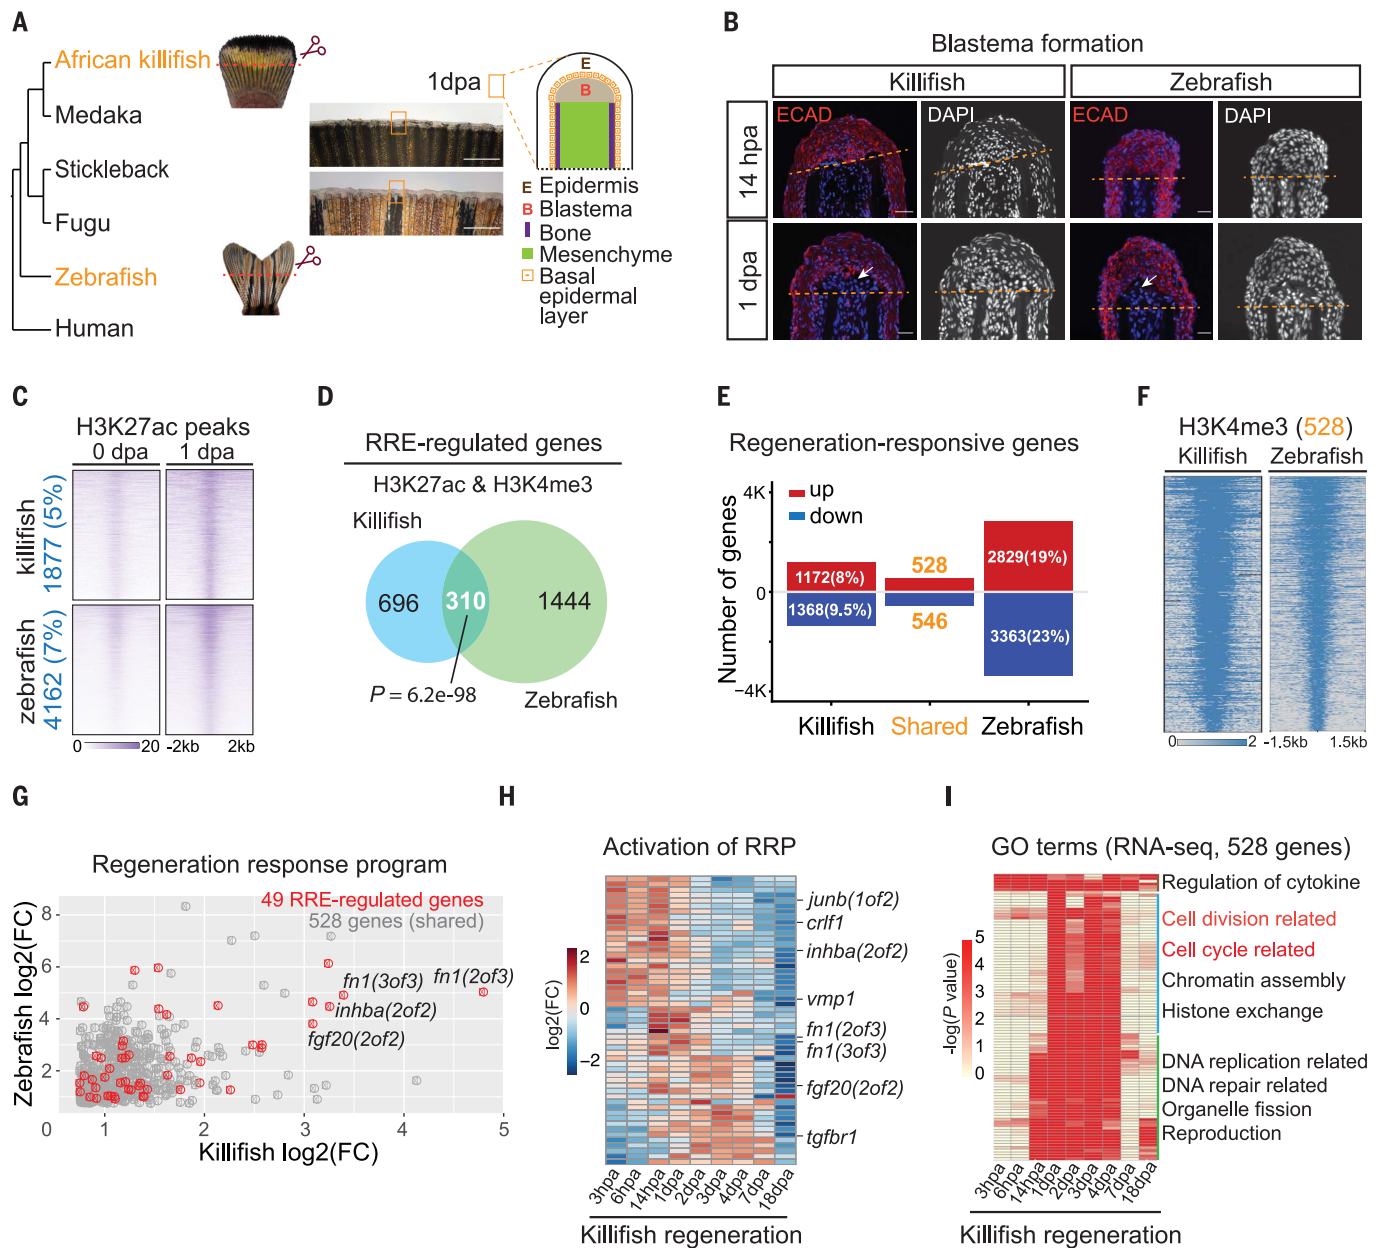 A
African killifish
Medaka
Stickleback
Fugu
Zebrafish
Human
1dpa
E
B
E Epidermis
B Blastema
Bone
Mesenchyme
Basal
epidermal
layer
B
Blastema formation
Killifish
Zebrafish
ECAD
DAPI
ECAD
DAPI
14 hpa
1 dpa
C
H3K27ac peaks
0 dpa
1 dpa
killifish
1877 (5%)
zebrafish
4162 (7%)
0
20
-2kb
2kb
D
RRE-regulated genes
H3K27ac & H3K4me3
Killifish
696
310
1444
P = 6.2e-98
Zebrafish
E
Regeneration-responsive genes
up
down
Number of genes
4K
0
−4K
1172(8%)
1368(9.5%)
528
546
2829(19%)
3363(23%)
Killifish
Shared
Zebrafish
F
H3K4me3 (528)
Killifish
Zebrafish
0
2
-1.5kb
1.5kb
G
Regeneration response program
49 RRE-regulated genes
528 genes (shared)
fn1(3of3)
fn1(2of3)
inhba(2of2)
fgf20(2of2)
Zebrafish log2(FC)
8
6
4
2
0
1
2
3
4
5
Killifish log2(FC)
H
Activation of RRP
log2(FC)
2
0
−2
junb(1of2)
crlf1
inhba(2of2)
vmp1
fn1(2of3)
fn1(3of3)
fgf20(2of2)
tgfbr1
3hpa
6hpa
14hpa
1dpa
2dpa
3dpa
4dpa
7dpa
18dpa
Killifish regeneration
I
GO terms (RNA-seq, 528 genes)
-log(P value)
5
4
3
2
1
0
Regulation of cytokine
Cell division related
Cell cycle related
Chromatin assembly
Histone exchange
DNA replication related
DNA repair related
Organelle fission
Reproduction
3hpa
6hpa
14hpa
1dpa
2dpa
3dpa
4dpa
7dpa
18dpa
Killifish regeneration